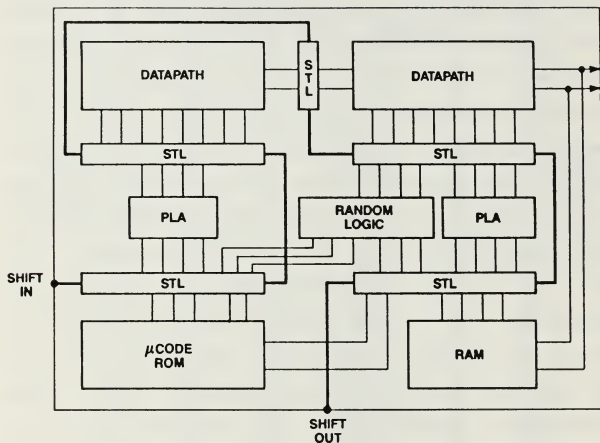 DATAPATH
S
T
L
DATAPATH
STL
STL
PLA
RANDOM
LOGIC
PLA
SHIFT
IN
STL
STL
μCODE
ROM
RAM
SHIFT
OUT